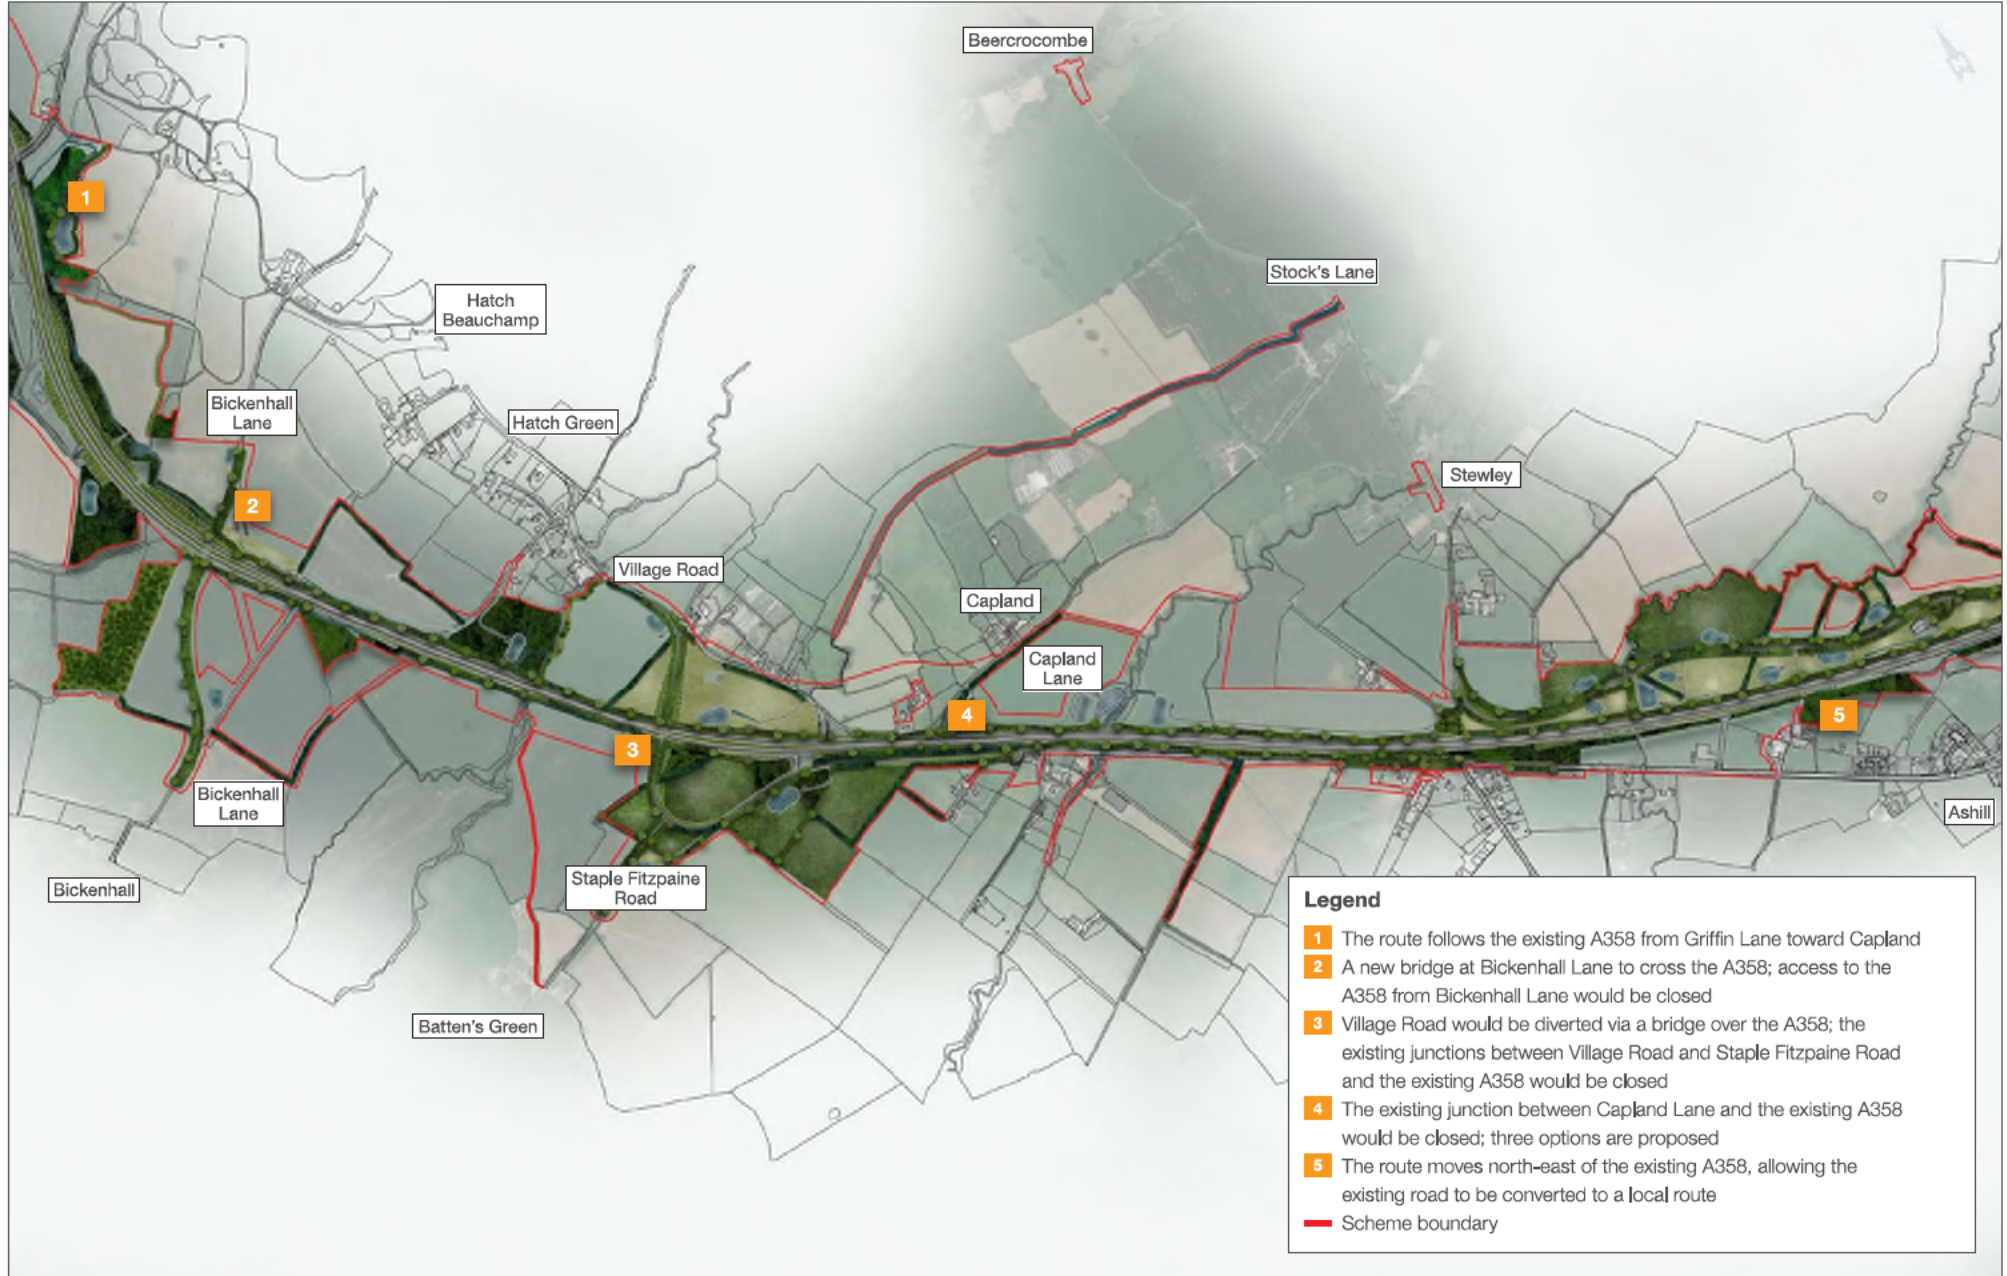 Beercrocombe
1
Stock's Lane
Hatch
Beauchamp
Bickenhall
Lane
Hatch Green
Stewley
2
Village Road
Capland
Capland
Lane
4
5
3
Bickenhall
Lane
Ashill
Bickenhall
Staple Fitzpaine
Road
Batten's Green
Legend
1 The route follows the existing A358 from Griffin Lane toward Capland
2 A new bridge at Bickenhall Lane to cross the A358; access to the
A358 from Bickenhall Lane would be closed
3 Village Road would be diverted via a bridge over the A358; the
existing junctions between Village Road and Staple Fitzpaine Road
and the existing A358 would be closed
4 The existing junction between Capland Lane and the existing A358
would be closed; three options are proposed
5 The route moves north-east of the existing A358, allowing the
existing road to be converted to a local route
Scheme boundary